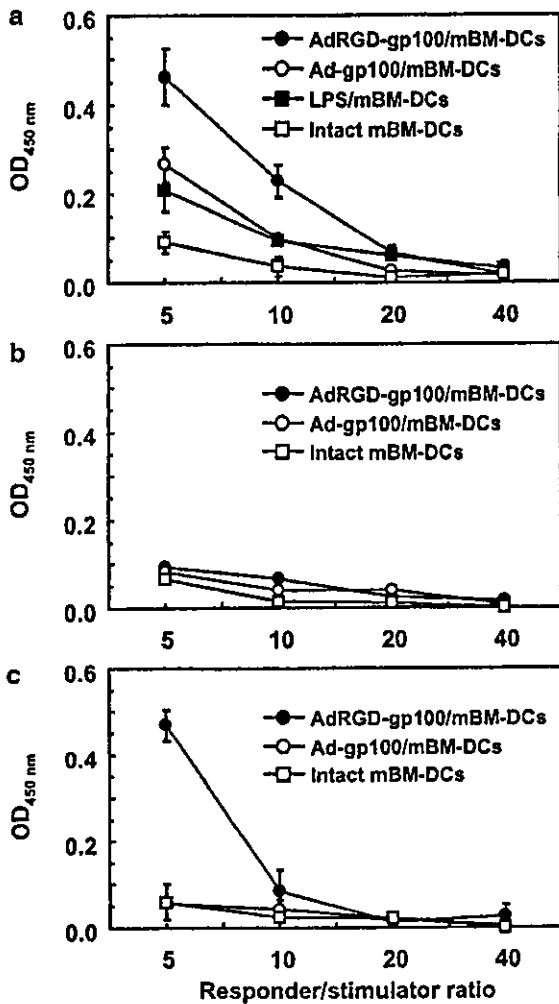 a
0.6
0.4
0.2
0.0
OD450 nm
AdRGD-gp100/mBM-DCs
Ad-gp100/mBM-DCs
LPS/mBM-DCs
Intact mBM-DCs
5 10 20 40
b
0.6
0.4
0.2
0.0
OD450 nm
AdRGD-gp100/mBM-DCs
Ad-gp100/mBM-DCs
Intact mBM-DCs
5 10 20 40
c
0.6
0.4
0.2
0.0
OD450 nm
AdRGD-gp100/mBM-DCs
Ad-gp100/mBM-DCs
Intact mBM-DCs
5 10 20 40
Responder/stimulator ratio